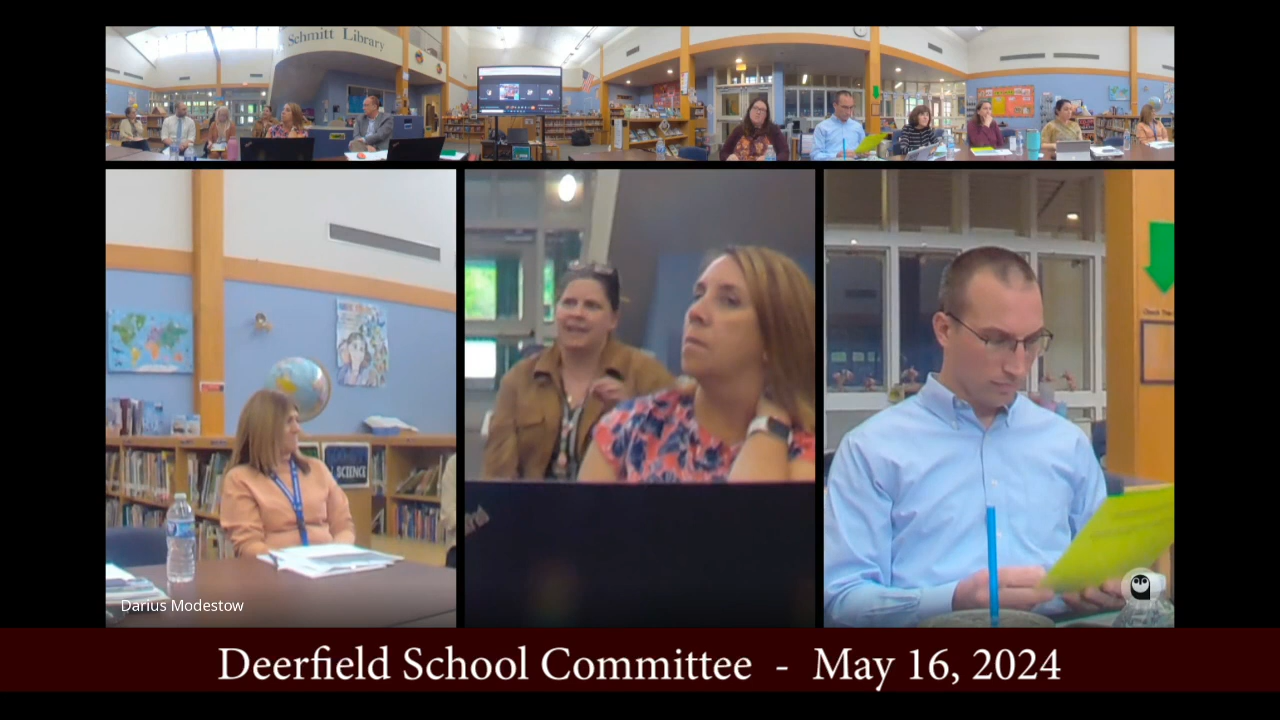 Schmitt Library
SCIENCE
Darius Modestow
Deerfield School Committee - May 16, 2024